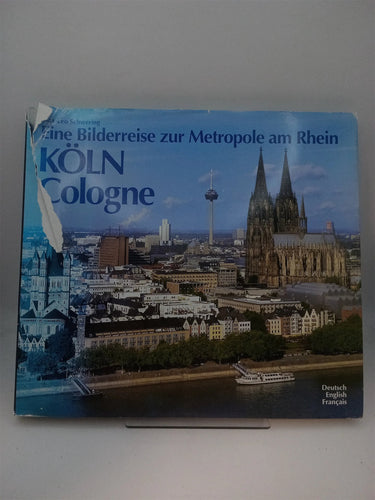 Eine Bilderreise zur Metropole am Rhein
KÖLN
Cologne
Deutsch
English
Français